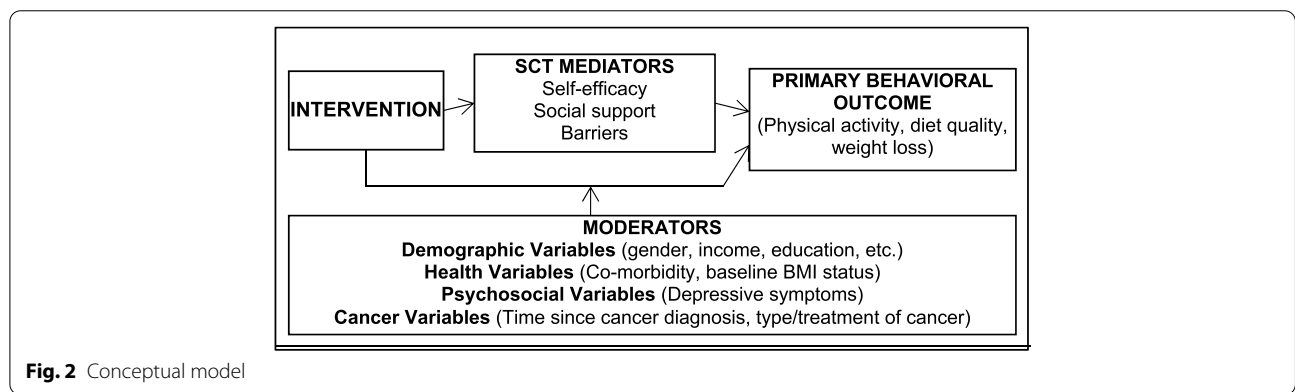 INTERVENTION
SCT MEDIATORS
Self-efficacy
Social support
Barriers
PRIMARY BEHAVIORAL
OUTCOME
(Physical activity, diet quality,
weight loss)
MODERATORS
Demographic Variables (gender, income, education, etc.)
Health Variables (Co-morbidity, baseline BMI status)
Psychosocial Variables (Depressive symptoms)
Cancer Variables (Time since cancer diagnosis, type/treatment of cancer)
Fig. 2 Conceptual model